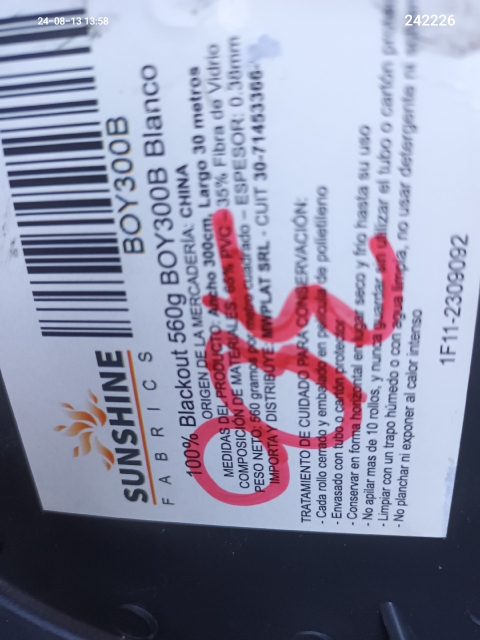 24-08-13 13:58
242226
BOY300B
SUNSHINE
FABRICS
100% Blackout 560g BOY300B Blanco
ORIGEN DE LA MERCADERIA: CHINA
MEDIDAS DEL PRODUCTO: Ancho 300cm, Largo 30 metros
COMPOSICIÓN DE MATERIALES 65% PVC - 35% Fibra de Vidrio
PESO NETO: 560 gramos por metro cuadrado – ESPESOR: 0.38mm
IMPORTA Y DISTRIBUYE: MWPLAT SRL - CUIT 30-71453366-
TRATAMIENTO DE CUIDADO PARA CONSERVACIÓN:
- Cada rollo cerrado y embalado en de polietileno
- Envasado con tubo o cartón protector
- Conservar en forma horizontal en lugar seco y frio hasta su uso
- No apilar mas de 10 rollos, y nunca guardar sin utilizar el tubo o cartón
- Limpiar con un trapo húmedo o con agua limpia, no usar detergente ni
- No planchar ni exponer al calor intenso
1F11-2309092